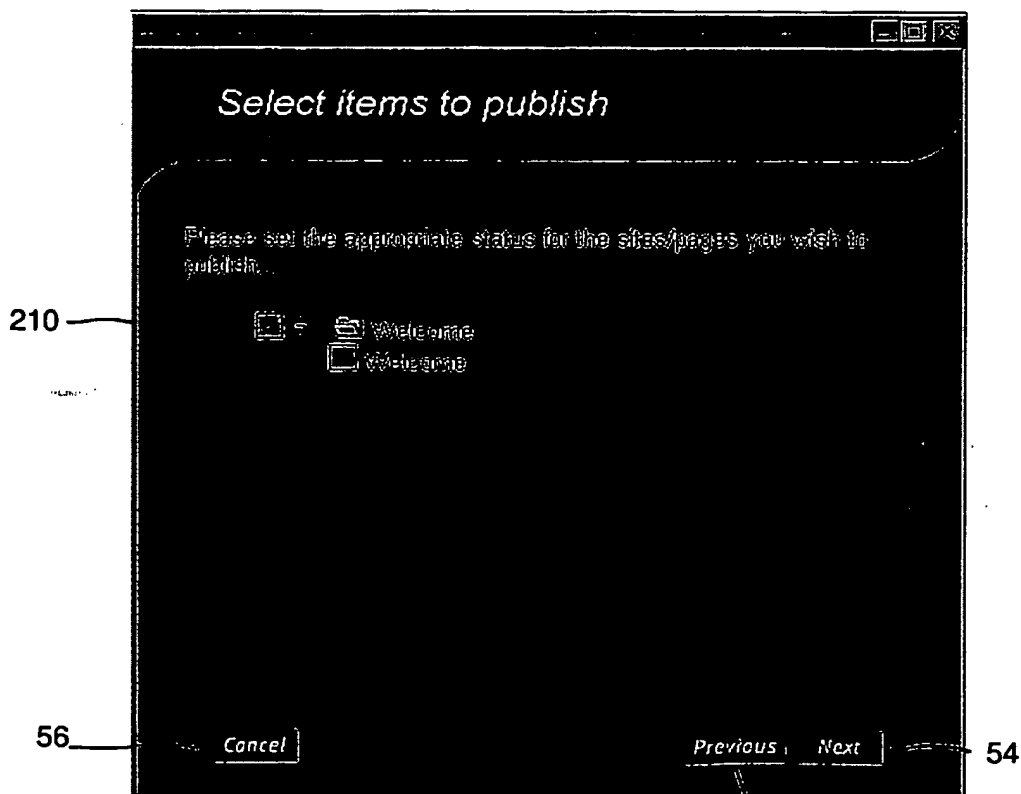 Select items to publish
Please set the appropriate status for the sites/pages you wish to
publish...
210
Welcome
Welcome
56
Cancel
Previous
Next
54